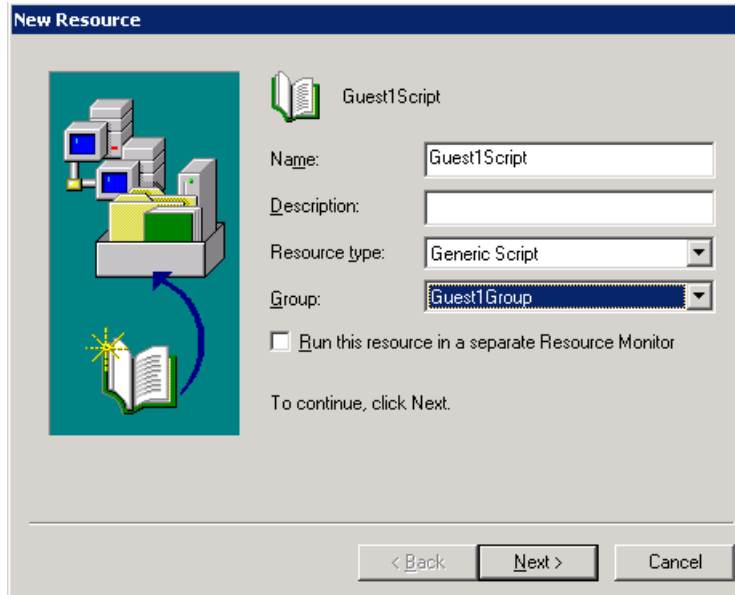 New Resource
Guest1Script
Name: Guest1Script
Description:
Resource type: Generic Script
Group: Guest1Group
Run this resource in a separate Resource Monitor
To continue, click Next.
< Back Next > Cancel